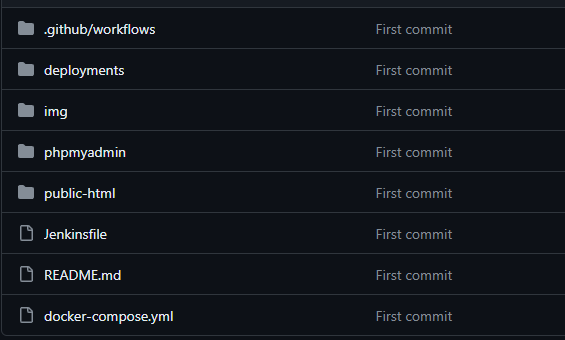 .github/workflows First commit
deployments First commit
img First commit
phpmyadmin First commit
public-html First commit
Jenkinsfile First commit
README.md First commit
docker-compose.yml First commit